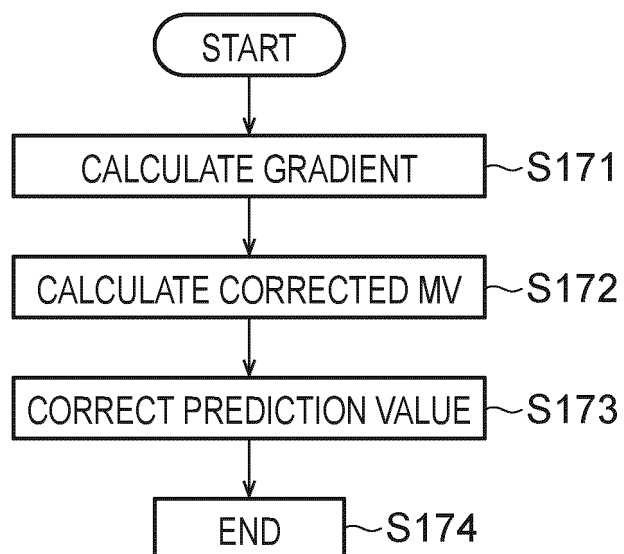 START
CALCULATE GRADIENT S171
CALCULATE CORRECTED MV S172
CORRECT PREDICTION VALUE S173
END S174